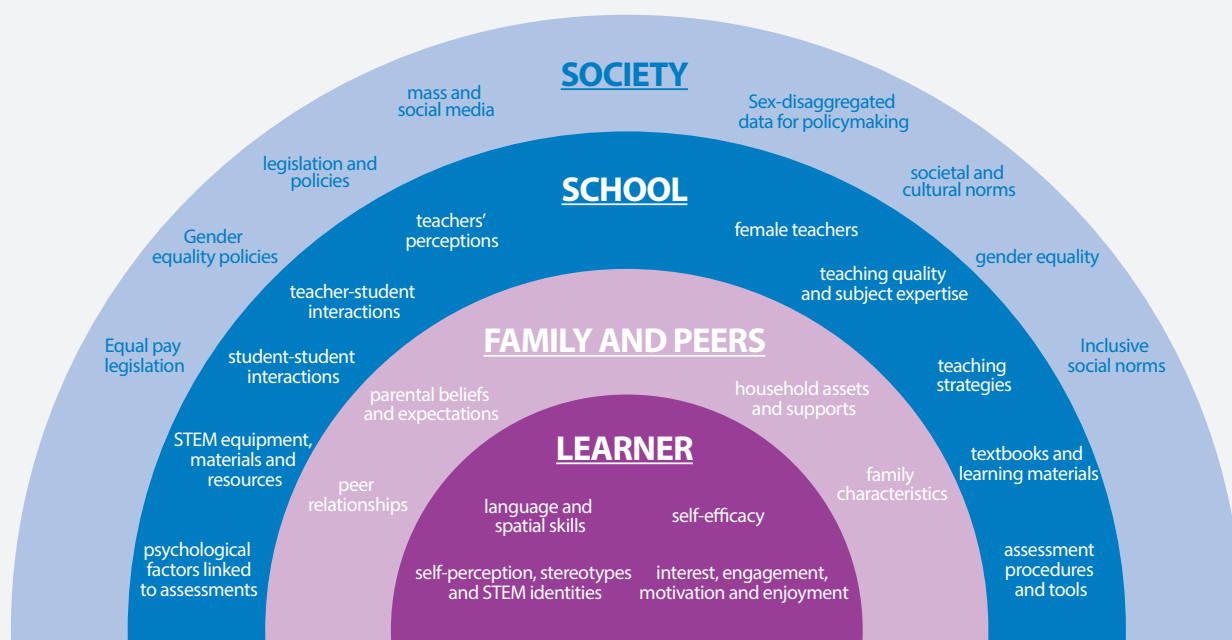 SOCIETY
mass and
social media
Sex-disaggregated
data for policymaking
legislation and
policies
societal and
cultural norms
Gender
equality policies
gender equality
Equal pay
legislation
Inclusive
social norms
SCHOOL
teachers’
perceptions
female teachers
teacher-student
interactions
teaching quality
and subject expertise
student-student
interactions
teaching
strategies
STEM equipment,
materials and
resources
textbooks and
learning materials
psychological
factors linked
to assessments
assessment
procedures
and tools
FAMILY AND PEERS
parental beliefs
and expectations
household assets
and supports
peer
relationships
family
characteristics
LEARNER
language and
spatial skills
self-efficacy
self-perception, stereotypes
and STEM identities
interest, engagement,
motivation and enjoyment